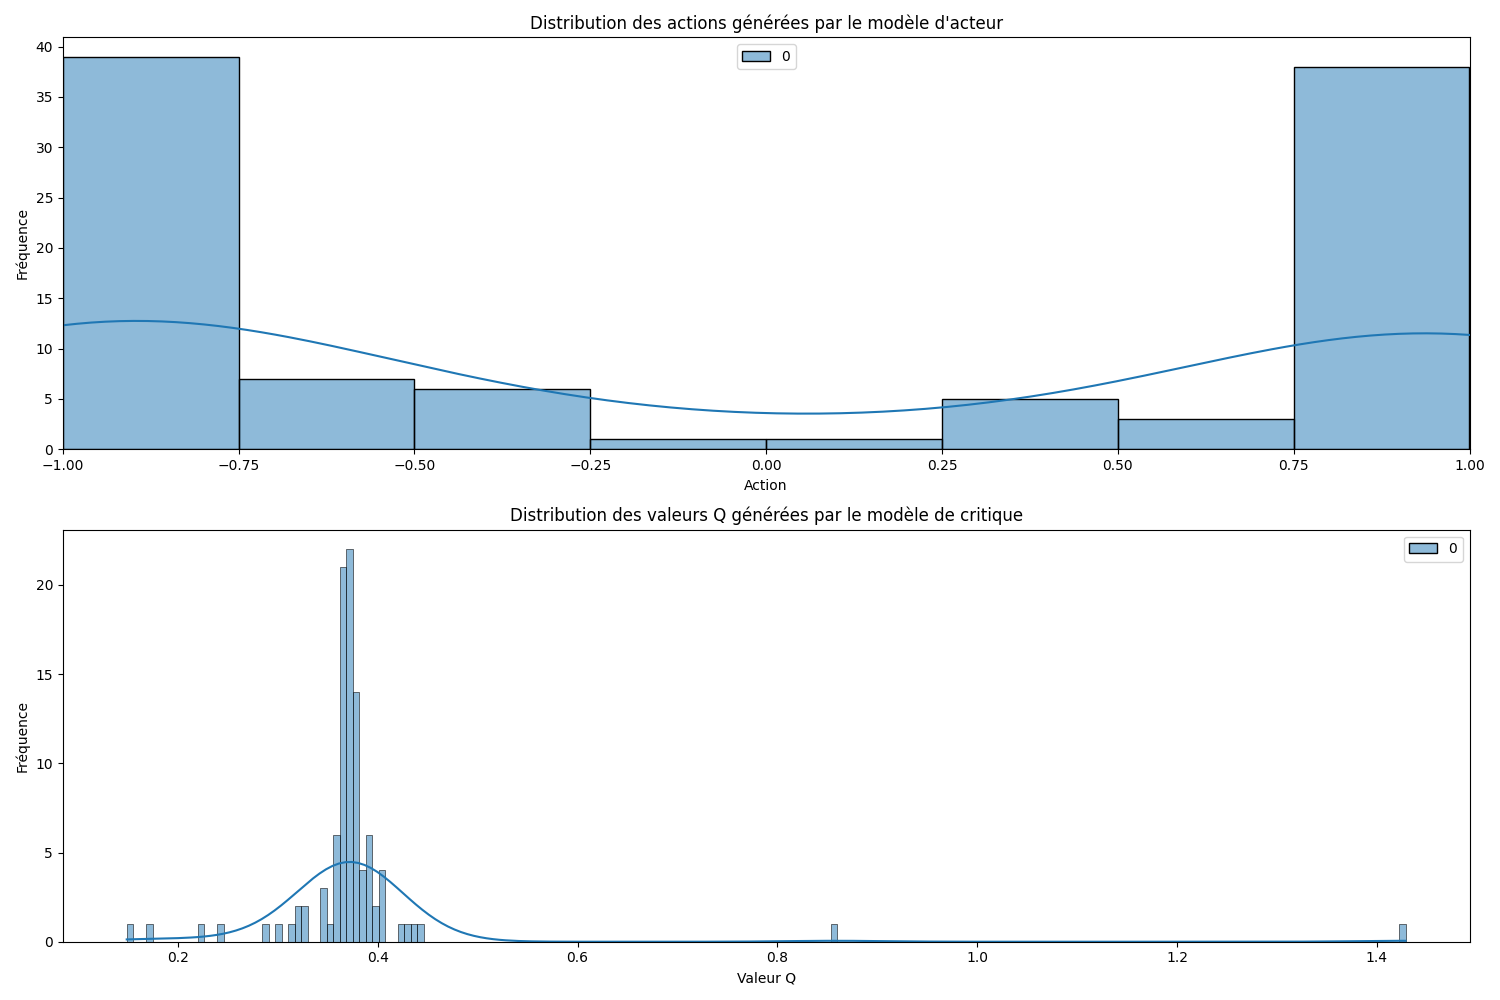 Distribution des actions générées par le modèle d'acteur
0
Fréquence
40
35
30
25
20
15
10
5
0
−1.00 −0.75 −0.50 −0.25 0.00 0.25 0.50 0.75 1.00
Action
Distribution des valeurs Q générées par le modèle de critique
0
Fréquence
20
15
10
5
0
0.2 0.4 0.6 0.8 1.0 1.2 1.4
Valeur Q